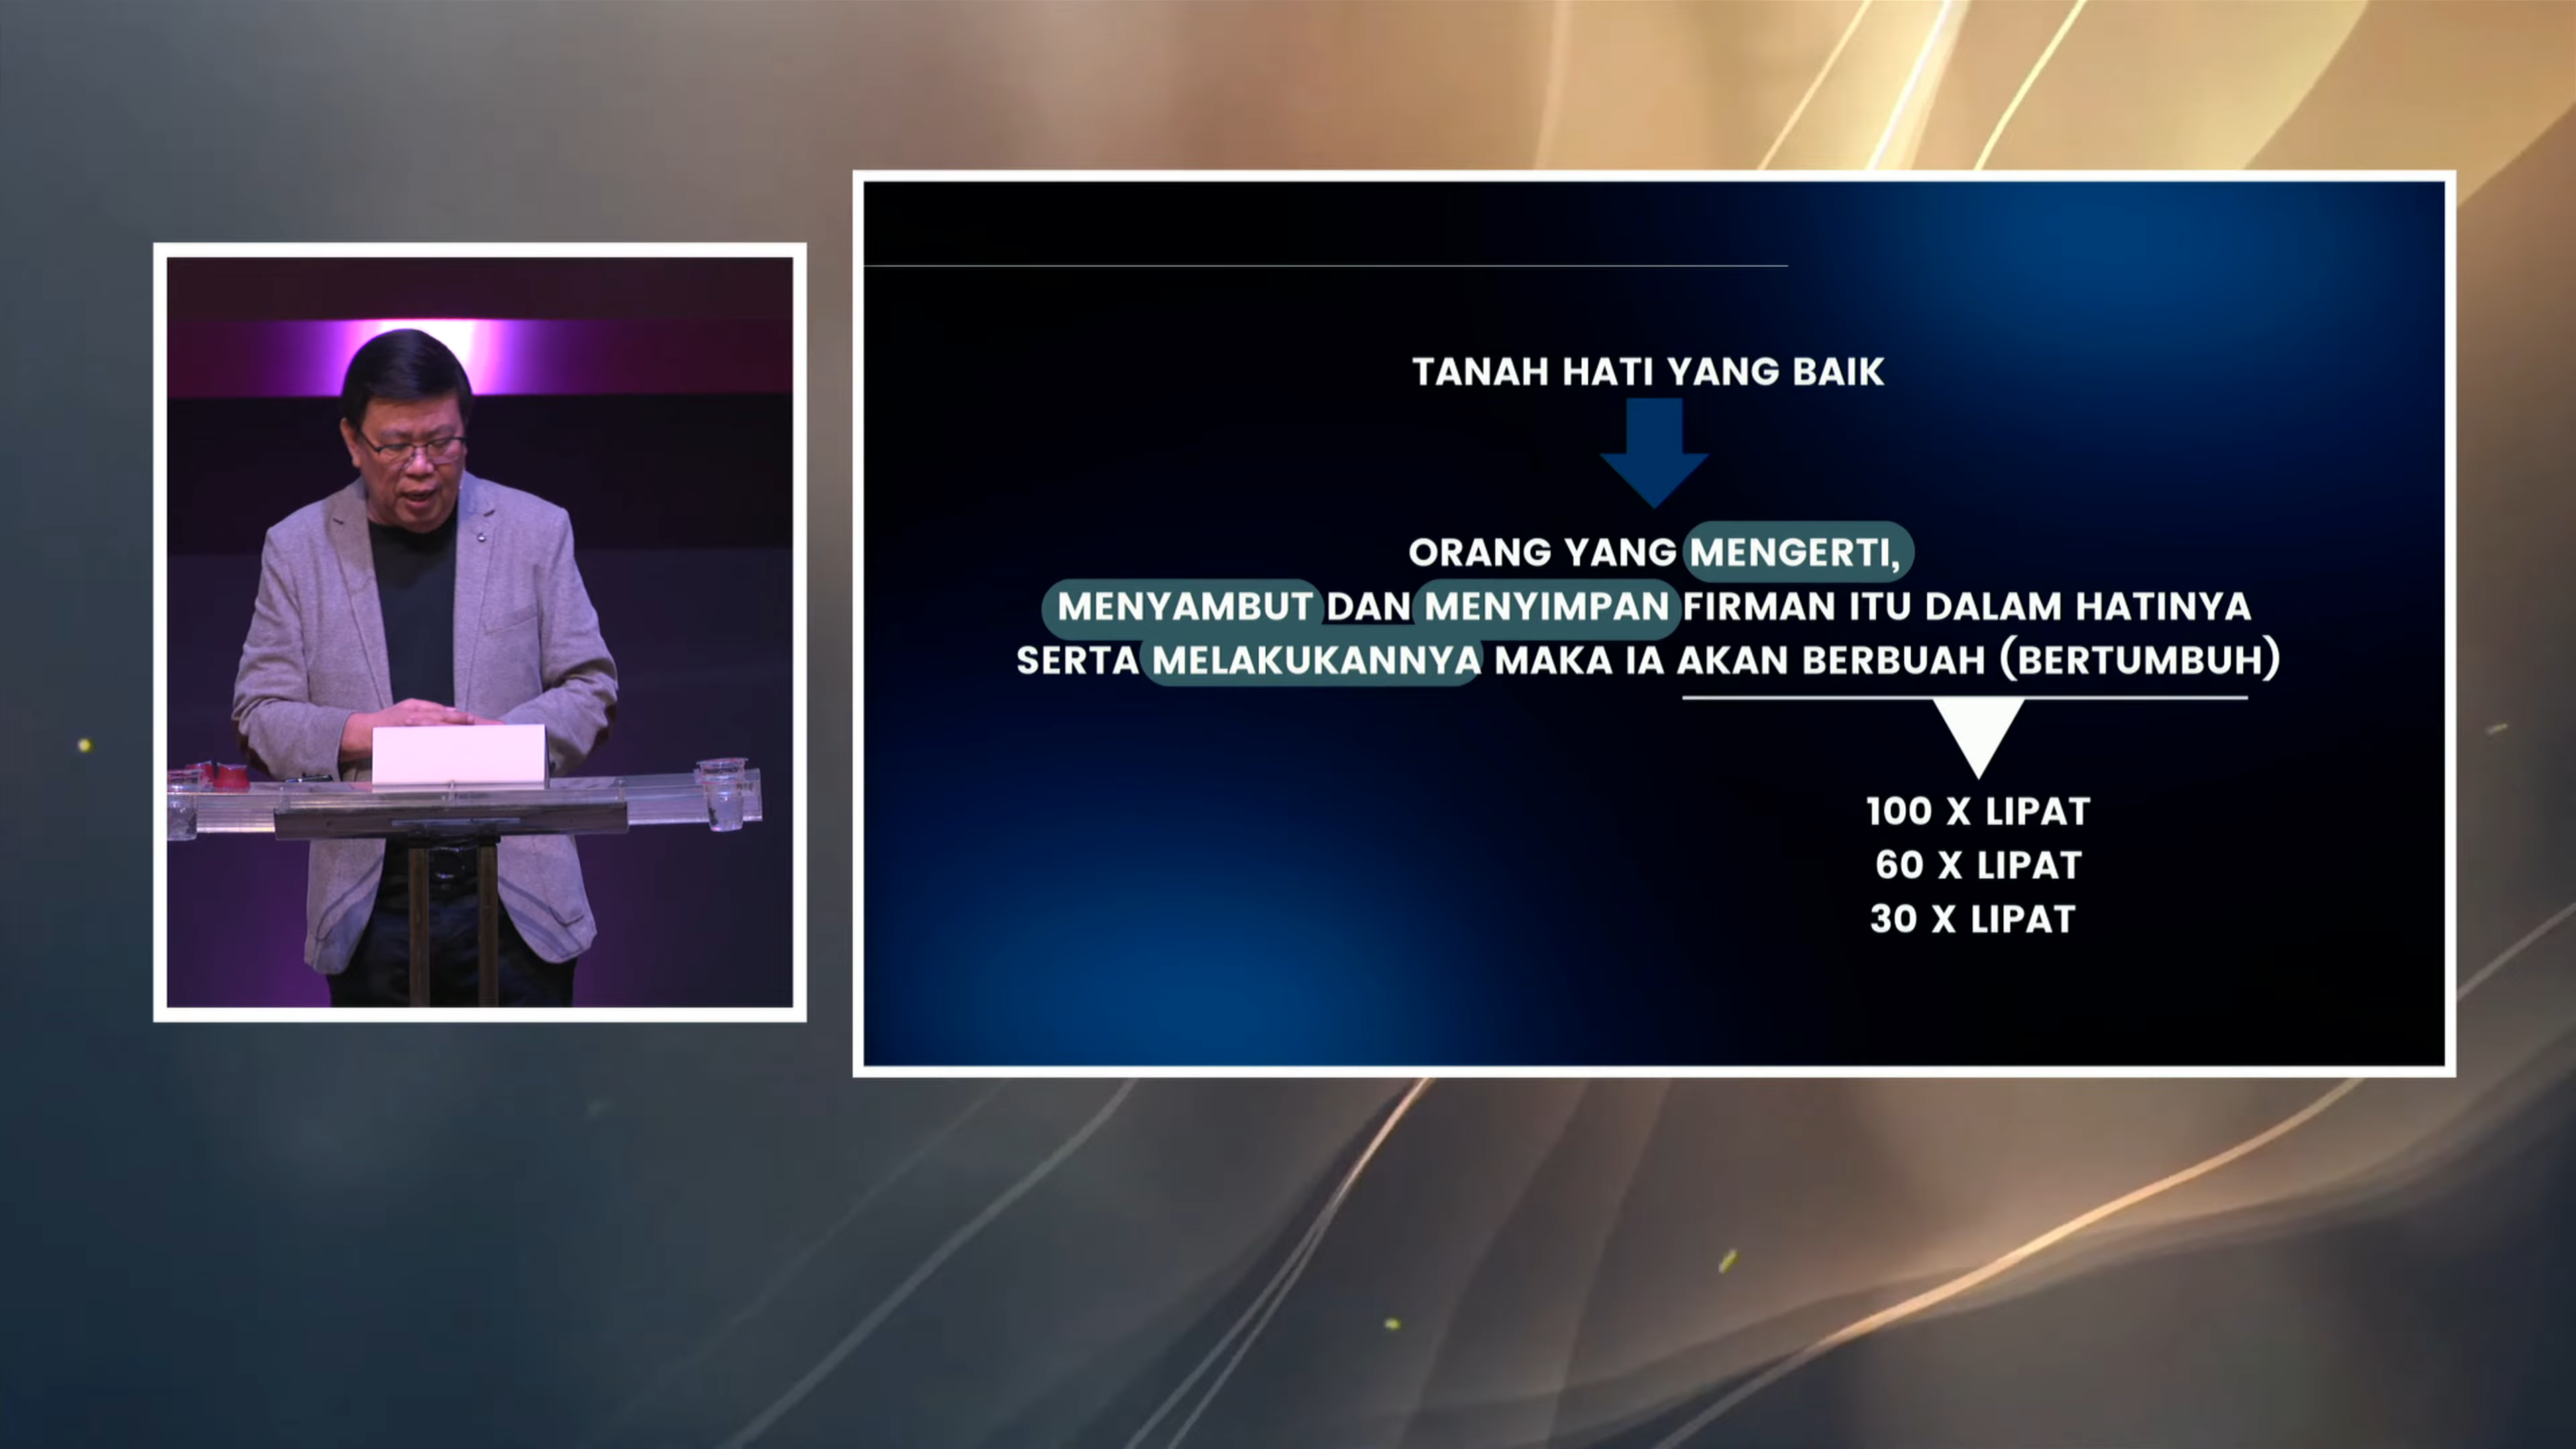 TANAH HATI YANG BAIK
ORANG YANG MENGERTI,
MENYAMBUT DAN MENYIMPAN FIRMAN ITU DALAM HATINYA
SERTA MELAKUKANNYA MAKA IA AKAN BERBUAH (BERTUMBUH)
100 X LIPAT
60 X LIPAT
30 X LIPAT